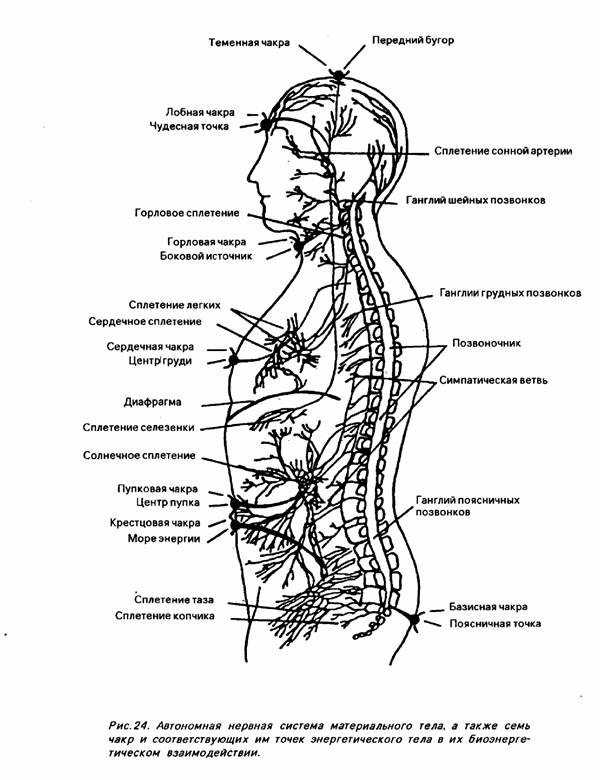 Теменная чакра
Передний бугор
Лобная чакра
Чудесная точка
Сплетение сонной артерии
Ганглий шейных позвонков
Горловое сплетение
Горловая чакра
Боковой источник
Ганглии грудных позвонков
Сплетение легких
Сердечное сплетение
Позвоночник
Сердечная чакра
Центр груди
Симпатическая ветвь
Диафрагма
Сплетение селезенки
Солнечное сплетение
Пупковая чакра
Центр пупка
Ганглий поясничных
позвонков
Крестцовая чакра
Море энергии
Сплетение таза
Сплетение копчика
Базисная чакра
Поясничная точка
Рис. 24. Автономная нервная система материального тела, а также семь
чакр и соответствующих им точек энергетического тела в их биоэнерге-
тическом взаимодействии.